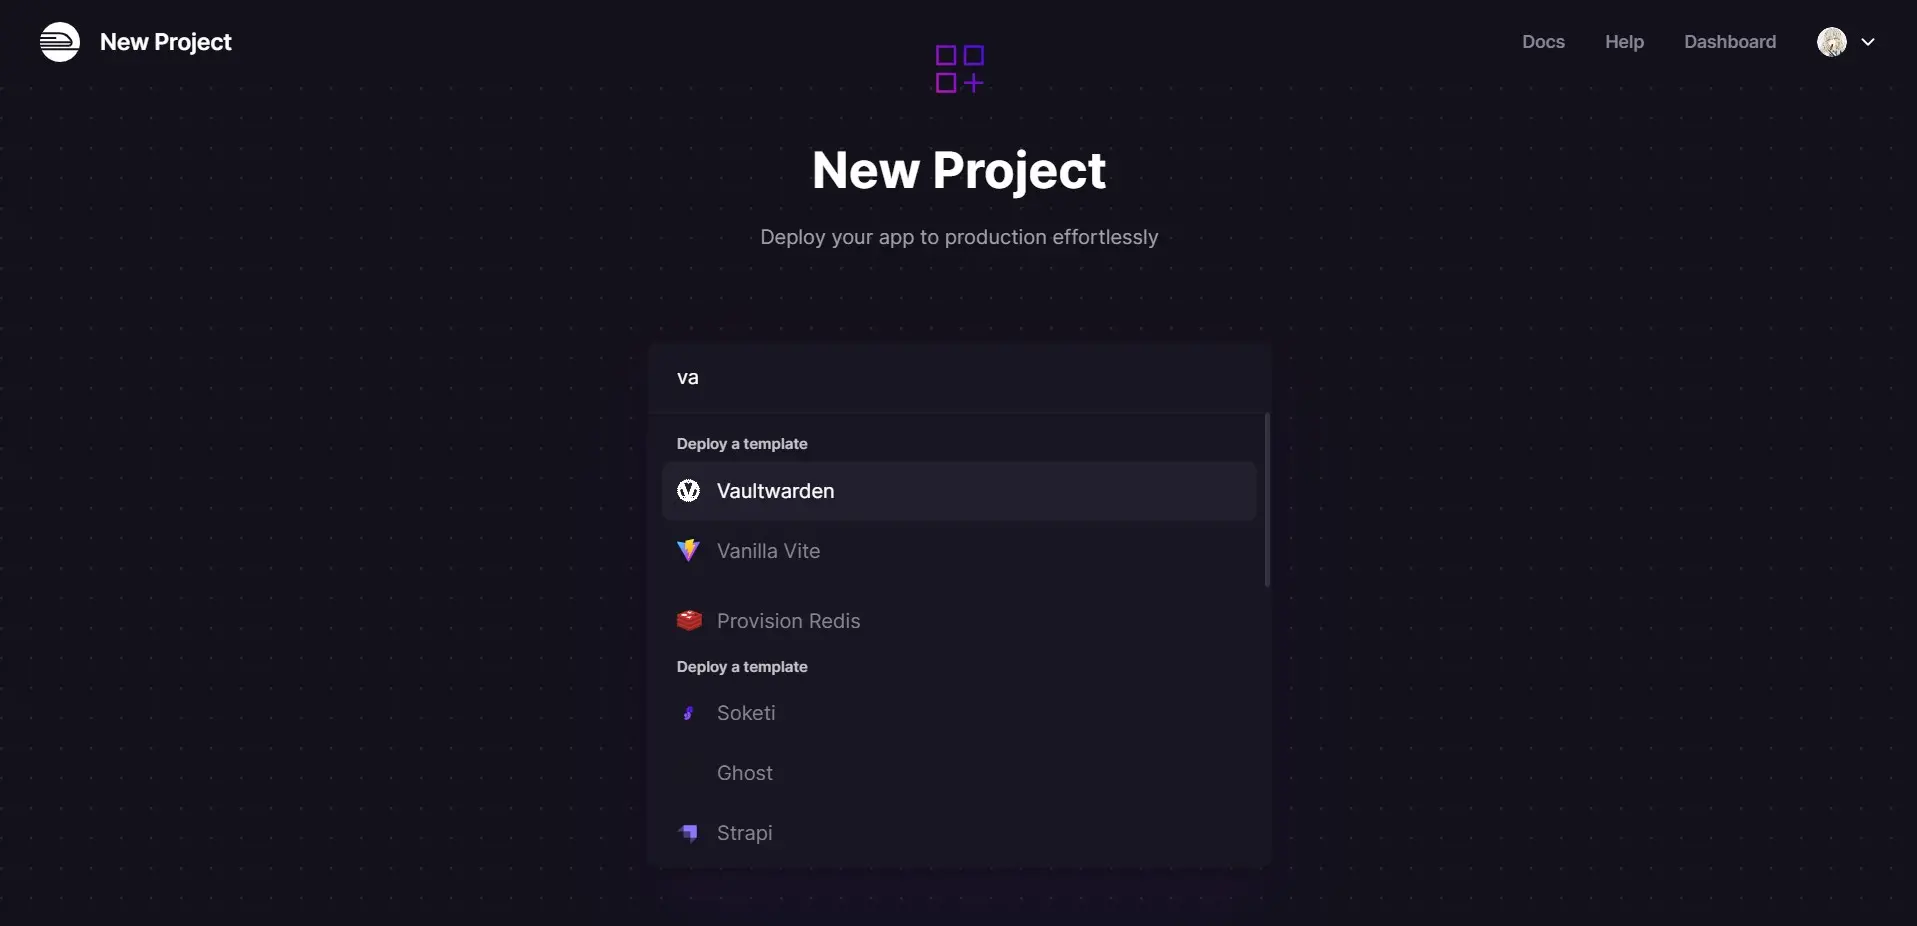 New Project
Docs
Help
Dashboard
New Project
Deploy your app to production effortlessly
va
Deploy a template
Vaultwarden
Vanilla Vite
Provision Redis
Deploy a template
Soketi
Ghost
Strapi